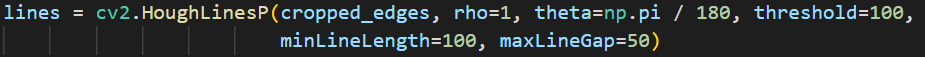 lines = cv2.HoughLinesP(cropped_edges, rho=1, theta=np.pi / 180, threshold=100,
minLineLength=100, maxLineGap=50)